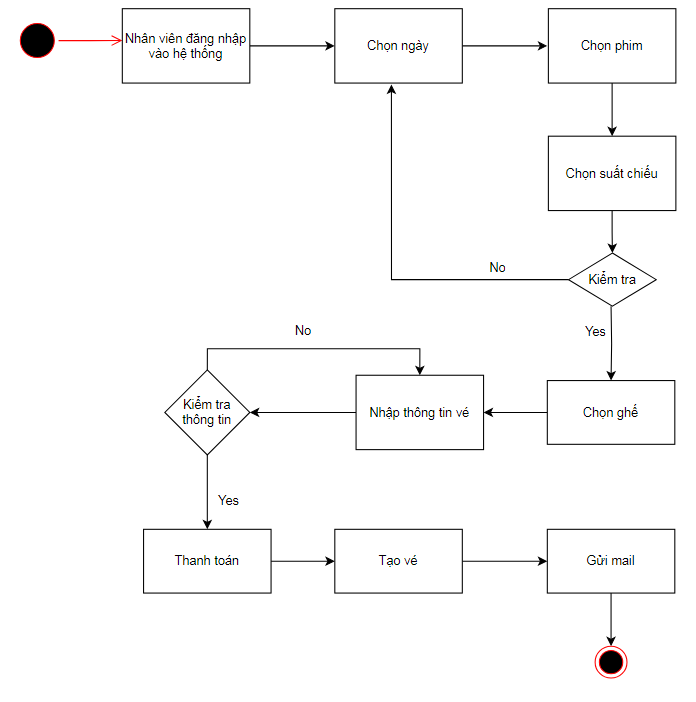 Nhân viên đăng nhập
vào hệ thống
Chọn ngày
Chọn phim
Chọn suất chiếu
No
Kiểm tra
Yes
No
Kiểm tra
thông tin
Nhập thông tin vé
Chọn ghế
Yes
Thanh toán
Tạo vé
Gửi mail